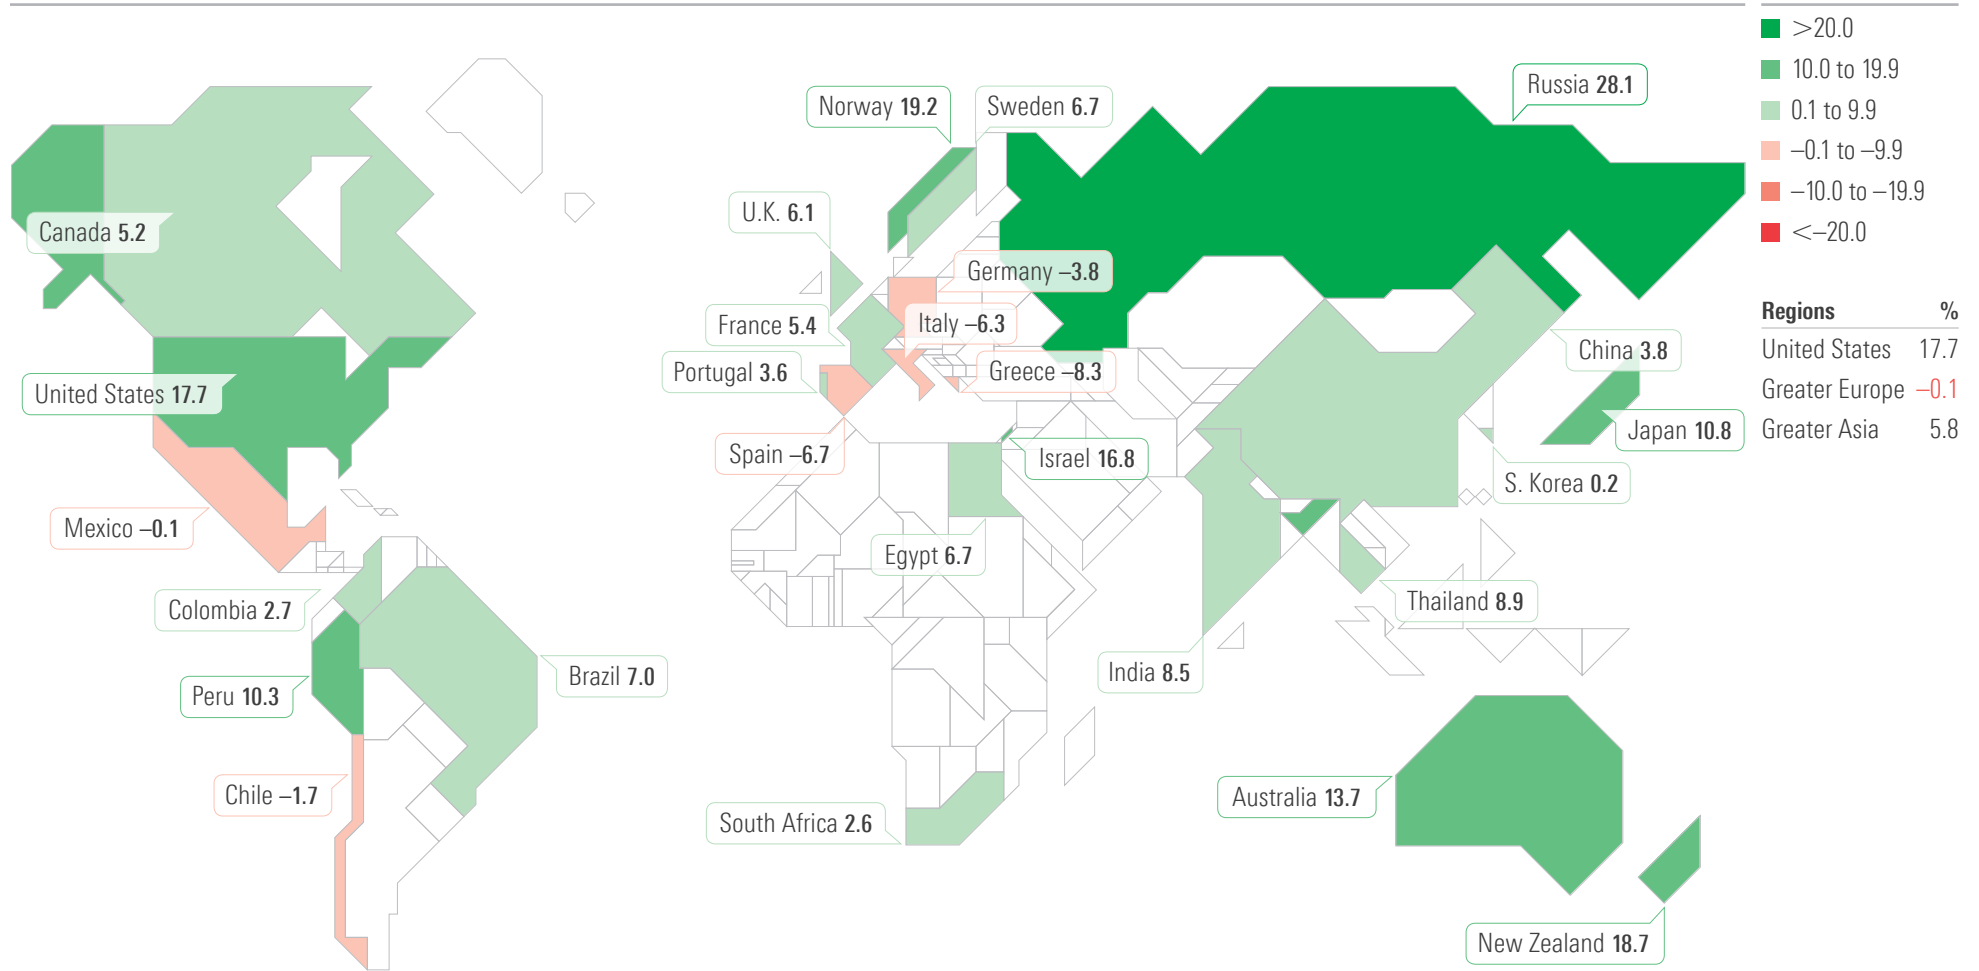 >20.0
10.0 to 19.9
0.1 to 9.9
–0.1 to –9.9
–10.0 to –19.9
<–20.0
Regions %
United States 17.7
Greater Europe –0.1
Greater Asia 5.8
Russia 28.1
Norway 19.2
Sweden 6.7
U.K. 6.1
Canada 5.2
Germany –3.8
France 5.4
Italy –6.3
China 3.8
Portugal 3.6
Greece –8.3
United States 17.7
Japan 10.8
Spain –6.7
Israel 16.8
S. Korea 0.2
Mexico –0.1
Egypt 6.7
Colombia 2.7
Thailand 8.9
Brazil 7.0
India 8.5
Peru 10.3
Chile –1.7
Australia 13.7
South Africa 2.6
New Zealand 18.7